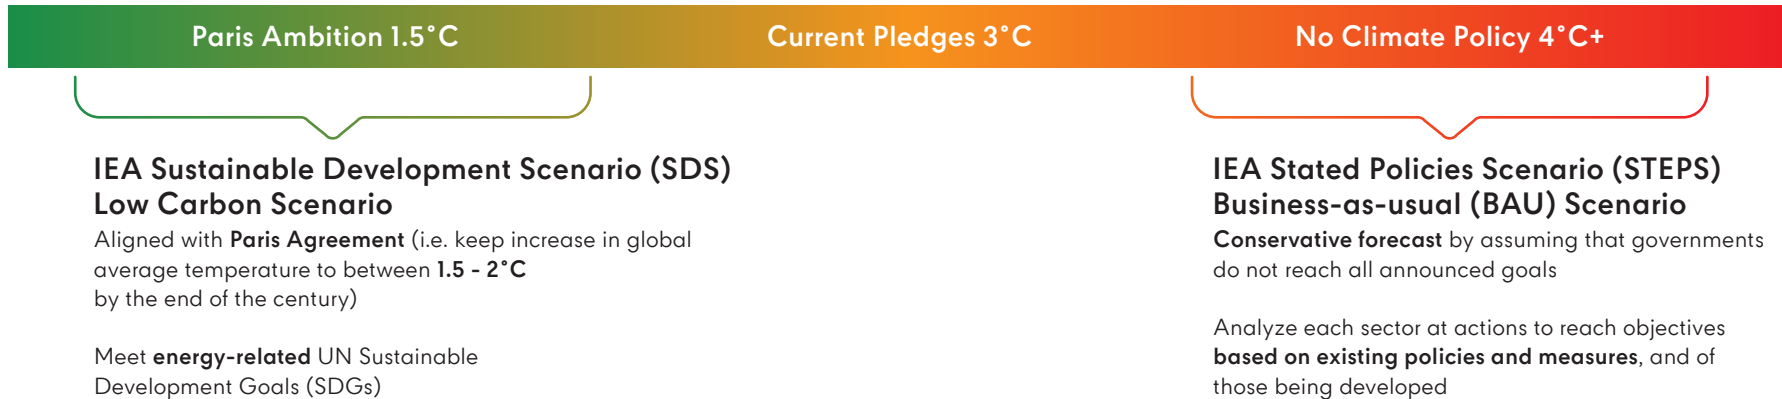 Paris Ambition 1.5°C
Current Pledges 3°C
No Climate Policy 4°C+
IEA Sustainable Development Scenario (SDS)
Low Carbon Scenario
Aligned with Paris Agreement (i.e. keep increase in global
average temperature to between 1.5 - 2°C
by the end of the century)
Meet energy-related UN Sustainable
Development Goals (SDGs)
IEA Stated Policies Scenario (STEPS)
Business-as-usual (BAU) Scenario
Conservative forecast by assuming that governments
do not reach all announced goals
Analyze each sector at actions to reach objectives
based on existing policies and measures, and of
those being developed